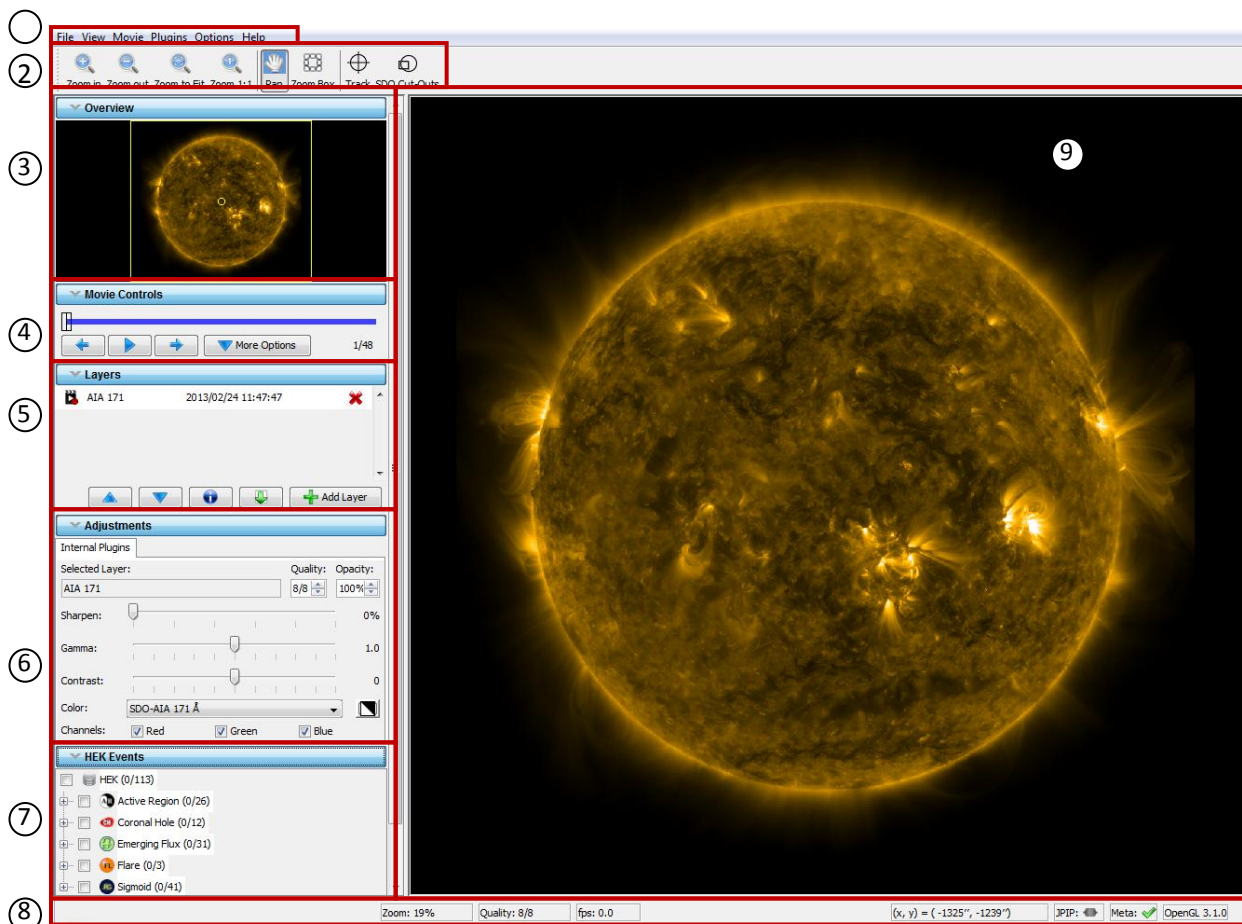 File View Movie Plugins Options Help
2
Zoom in Zoom out Zoom to Fit Zoom 1:1 Pan Zoom Box Track SDO Cut-Outs
Overview
3
9
Movie Controls
4
More Options 1/48
Layers
AIA 171 2013/02/24 11:47:47
5
Add Layer
Adjustments
Internal Plugins
Selected Layer: Quality: Opacity:
AIA 171 8/8 100%
Sharpen: 0%
Gamma: 1.0
6
Contrast: 0
Color: SDO-AIA 171 Å
Channels: Red Green Blue
HEK Events
HEK (0/113)
Active Region (0/26)
7
Coronal Hole (0/12)
Emerging Flux (0/31)
Flare (0/3)
Sigmoid (0/41)
8
Zoom: 19% Quality: 8/8 fps: 0.0 (x, y) = ( -1325″, -1239″) JPIP: Meta: OpenGL 3.1.0